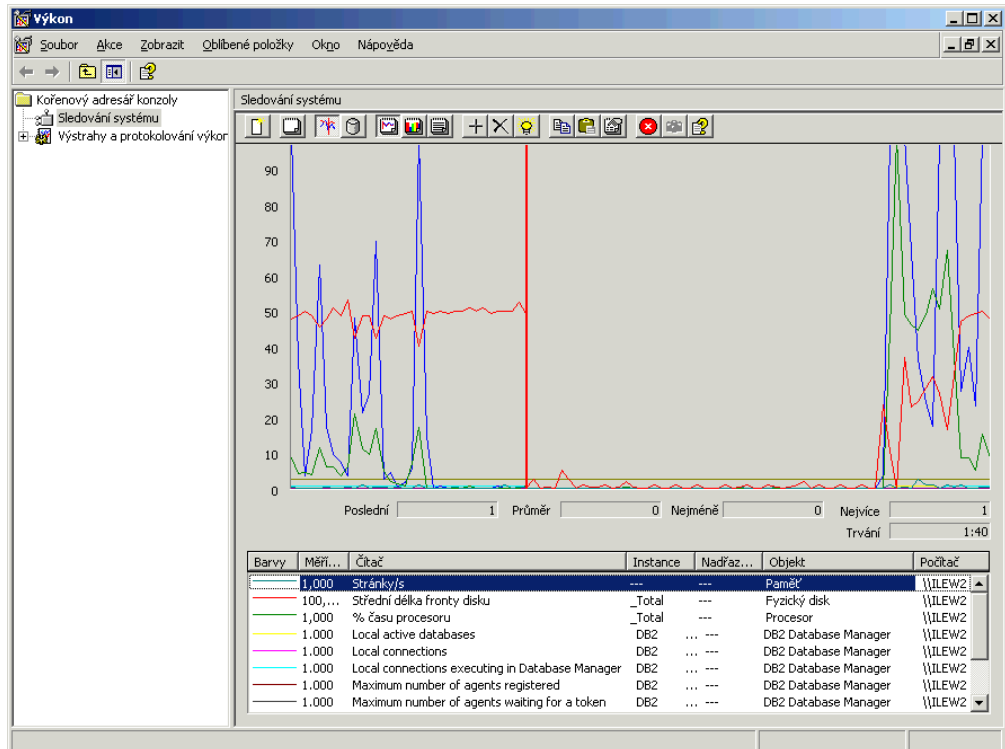 Výkon
Soubor Akce Zobrazit Oblíbené položky Okno Nápověda
Kořenový adresář konzoly
Sledování systému
Výstrahy a protokolování výkor
Sledování systému
90
80
70
60
50
40
30
20
10
0
Poslední 1 Průměr 0 Nejméně 0 Nejvíce 1
Trvání 1:40
Barvy Měří... Čítač Instance Nadřaz... Objekt Počítač
1,000 Stránky/s --- --- Paměť \\ILEW2
100,... Střední délka fronty disku _Total --- Fyzický disk \\ILEW2
1,000 % času procesoru _Total --- Procesor \\ILEW2
1.000 Local active databases DB2 ... --- DB2 Database Manager \\ILEW2
1.000 Local connections DB2 ... --- DB2 Database Manager \\ILEW2
1.000 Local connections executing in Database Manager DB2 ... --- DB2 Database Manager \\ILEW2
1.000 Maximum number of agents registered DB2 ... --- DB2 Database Manager \\ILEW2
1.000 Maximum number of agents waiting for a token DB2 ... --- DB2 Database Manager \\ILEW2